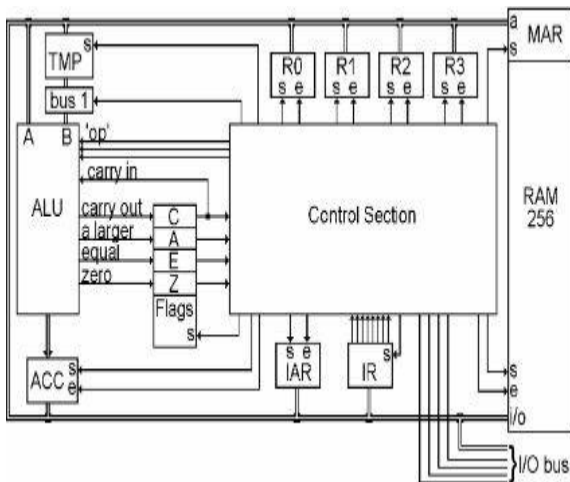 a
MAR
s
TMP s
R0 R1 R2 R3
s e s e s e s e
bus 1
A B 'op'
carry in
ALU
carry out C
a larger A
equal E
zero Z
Flags
s
Control Section
RAM
256
ACC s
e
s e
IAR
s
IR
s
e
i/o
I/O bus